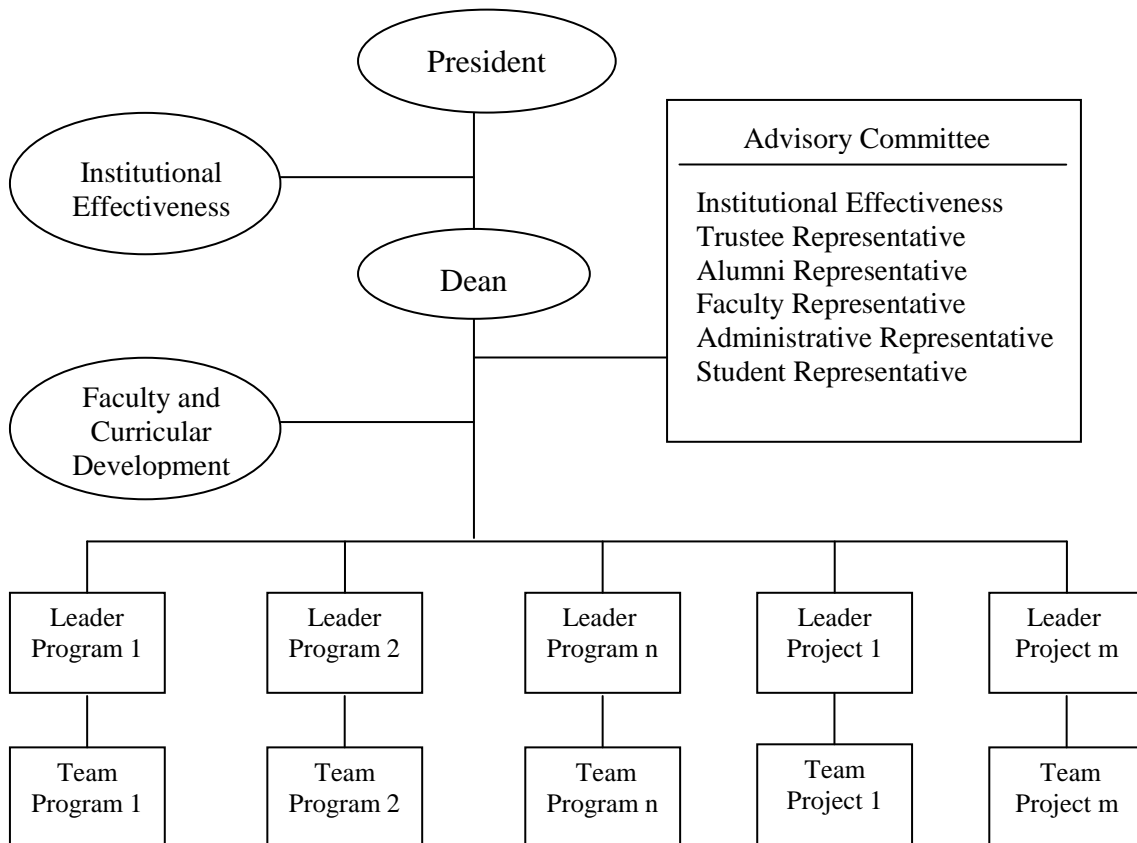 President
Institutional
Effectiveness
Advisory Committee
Institutional Effectiveness
Trustee Representative
Alumni Representative
Faculty Representative
Administrative Representative
Student Representative
Dean
Faculty and
Curricular
Development
Leader
Program 1
Leader
Program 2
Leader
Program n
Leader
Project 1
Leader
Project m
Team
Program 1
Team
Program 2
Team
Program n
Team
Project 1
Team
Project m